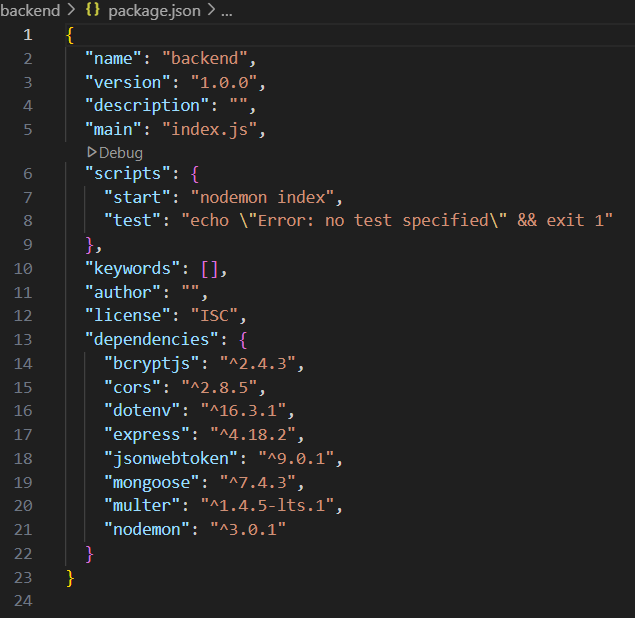 backend > {} package.json > ...
1 {
2 "name": "backend",
3 "version": "1.0.0",
4 "description": "",
5 "main": "index.js",
Debug
6 "scripts": {
7 "start": "nodemon index",
8 "test": "echo \"Error: no test specified\" && exit 1"
9 },
10 "keywords": [],
11 "author": "",
12 "license": "ISC",
13 "dependencies": {
14 "bcryptjs": "^2.4.3",
15 "cors": "^2.8.5",
16 "dotenv": "^16.3.1",
17 "express": "^4.18.2",
18 "jsonwebtoken": "^9.0.1",
19 "mongoose": "^7.4.3",
20 "multer": "^1.4.5-lts.1",
21 "nodemon": "^3.0.1"
22 }
23 }
24